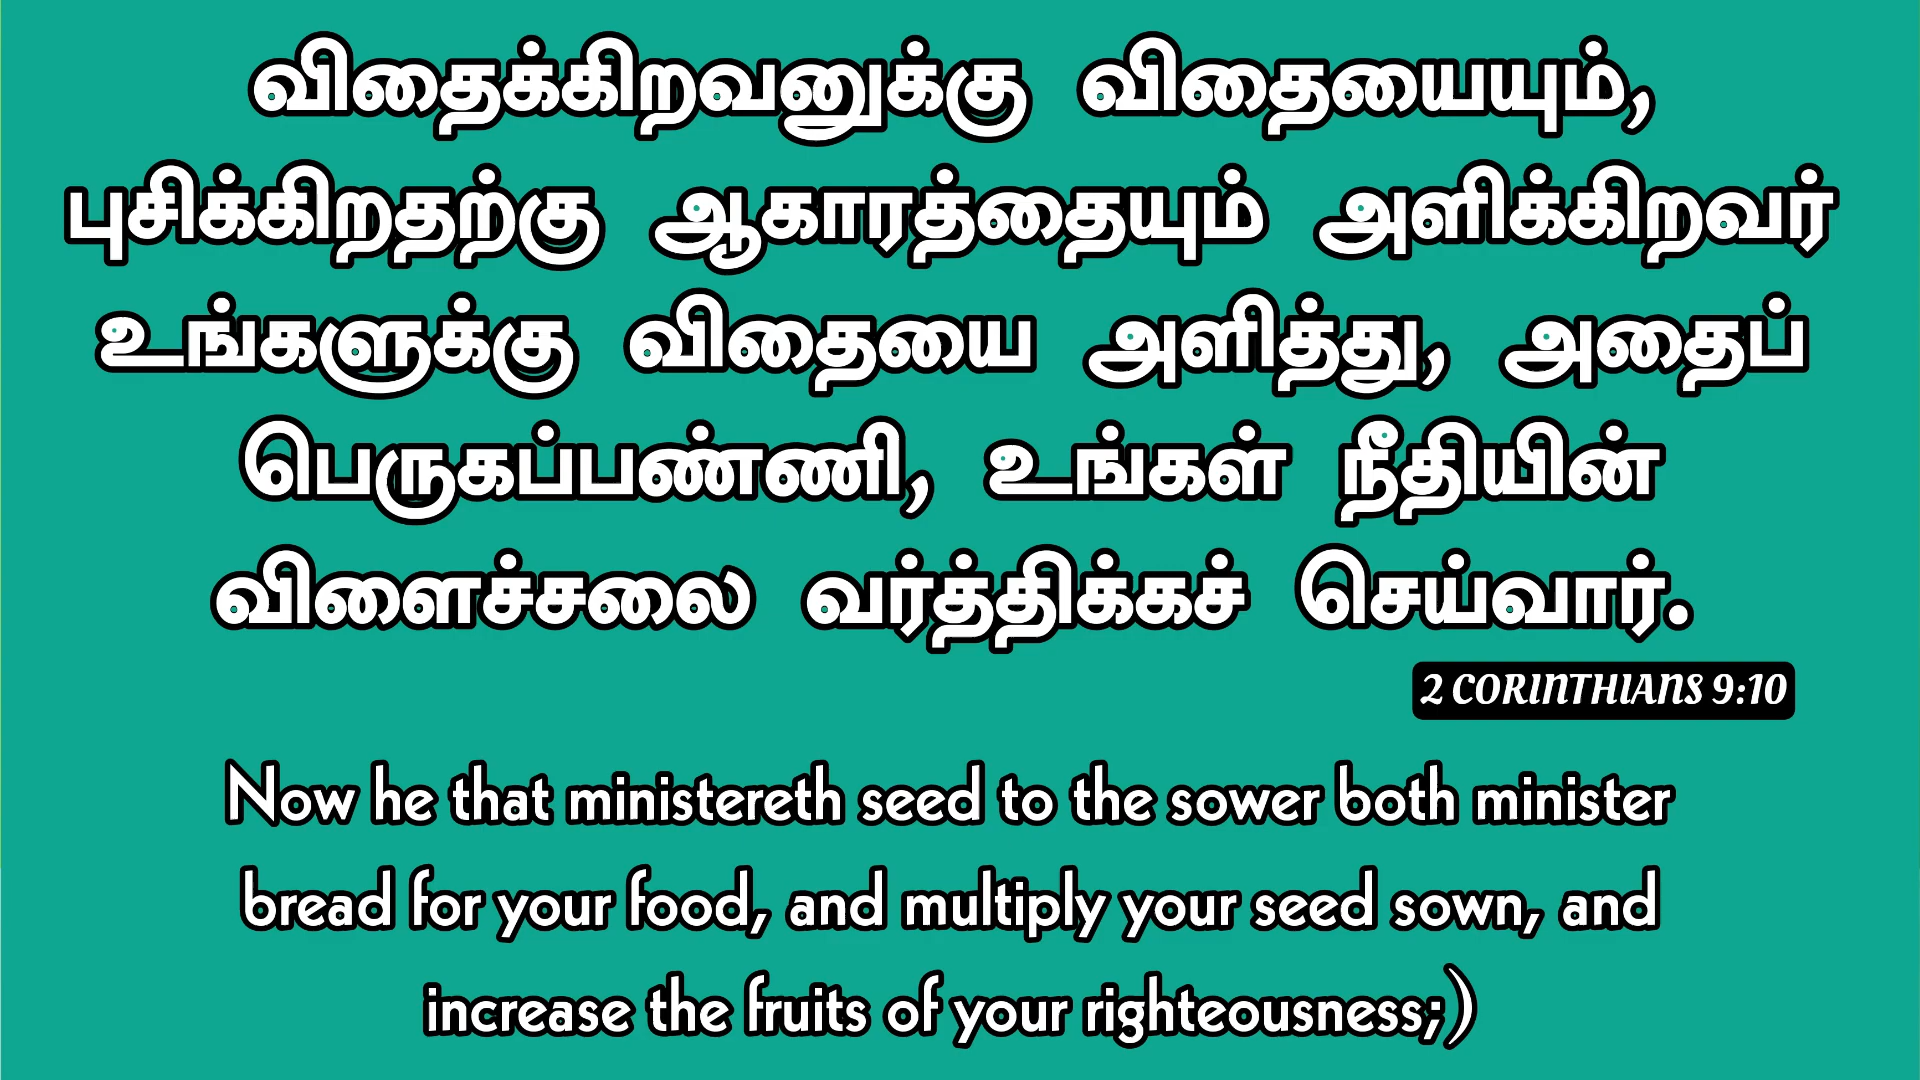 விதைக்கிறவனுக்கு விதையையும்,
புசிக்கிறதற்கு ஆகாரத்தையும் அளிக்கிறவர்
உங்களுக்கு விதையை அளித்து, அதைப்
பெருகப்பண்ணி, உங்கள் நீதியின்
விளைச்சலை வர்த்திக்கச் செய்வார்.
2 CORINTHIANS 9:10
Now he that ministereth seed to the sower both minister
bread for your food, and multiply your seed sown, and
increase the fruits of your righteousness;)